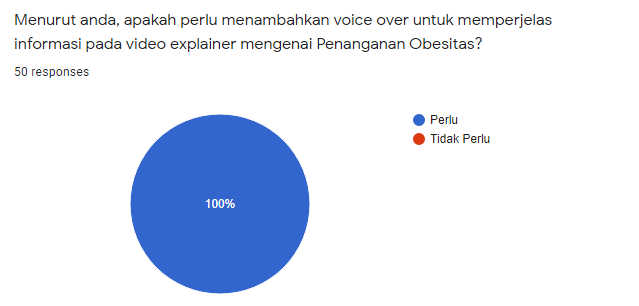 Menurut anda, apakah perlu menambahkan voice over untuk memperjelas
informasi pada video explainer mengenai Penanganan Obesitas?
50 responses
Perlu
Tidak Perlu
100%